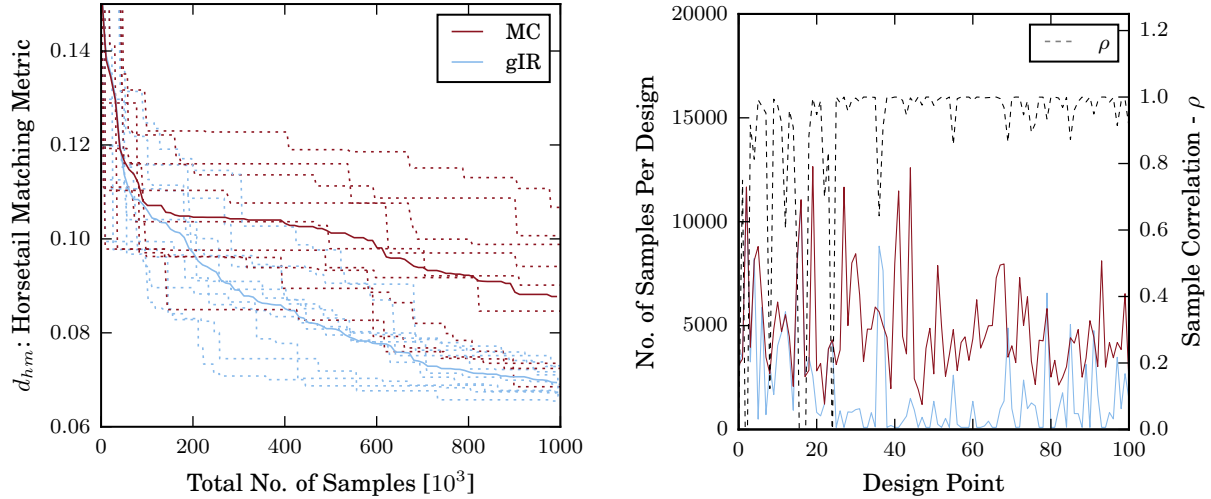 d_{hm}: Horsetail Matching Metric
0.14
0.12
0.10
0.08
0.06
MC
gIR
0 200 400 600 800 1000
Total No. of Samples [10^3]
No. of Samples Per Design
20000
15000
10000
5000
0
ρ
1.2
1.0
0.8
0.6
0.4
0.2
0.0
Sample Correlation - ρ
0 20 40 60 80 100
Design Point